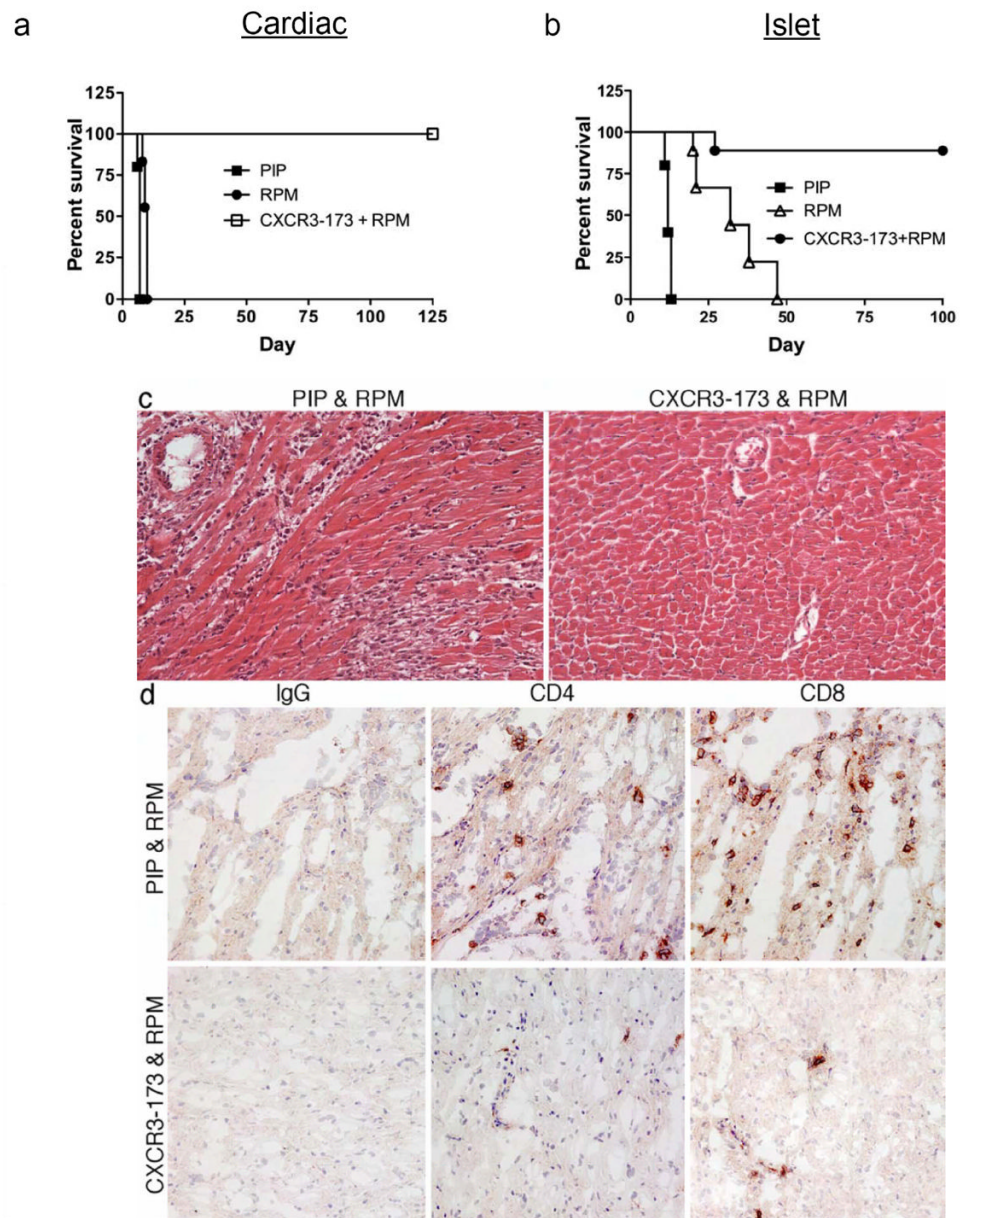 a
Cardiac
b
Islet
125
100
75
50
25
0
Percent survival
PIP
RPM
CXCR3-173 + RPM
0 25 50 75 100 125
Day
125
100
75
50
25
0
Percent survival
PIP
RPM
CXCR3-173+RPM
0 25 50 75 100
Day
c
PIP & RPM
CXCR3-173 & RPM
d
IgG
CD4
CD8
PIP & RPM
CXCR3-173 & RPM